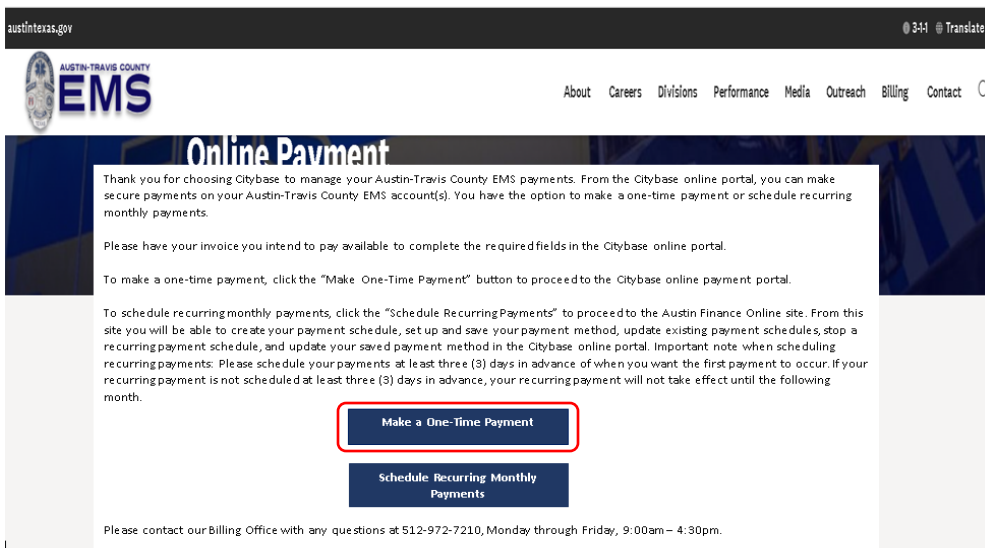 austintexas.gov
3-1-1 Translate
AUSTIN-TRAVIS COUNTY
EMS
About Careers Divisions Performance Media Outreach Billing Contact
Online Payment
Thank you for choosing Citybase to manage your Austin-Travis County EMS payments. From the Citybase online portal, you can make
secure payments on your Austin-Travis County EMS account(s). You have the option to make a one-time payment or schedule recurring
monthly payments.
Please have your invoice you intend to pay available to complete the required fields in the Citybase online portal.
To make a one-time payment, click the “Make One-Time Payment” button to proceed to the Citybase online payment portal.
To schedule recurring monthly payments, click the “Schedule Recurring Payments” to proceed to the Austin Finance Online site. From this
site you will be able to create your payment schedule, set up and save your payment method, update existing payment schedules, stop a
recurring payment schedule, and update your saved payment method in the Citybase online portal. Important note when scheduling
recurring payments: Please schedule your payments at least three (3) days in advance of when you want the first payment to occur. If your
recurring payment is not scheduled at least three (3) days in advance, your recurring payment will not take effect until the following
month.
Make a One-Time Payment
Schedule Recurring Monthly
Payments
Please contact our Billing Office with any questions at 512-972-7210, Monday through Friday, 9:00am – 4:30pm.